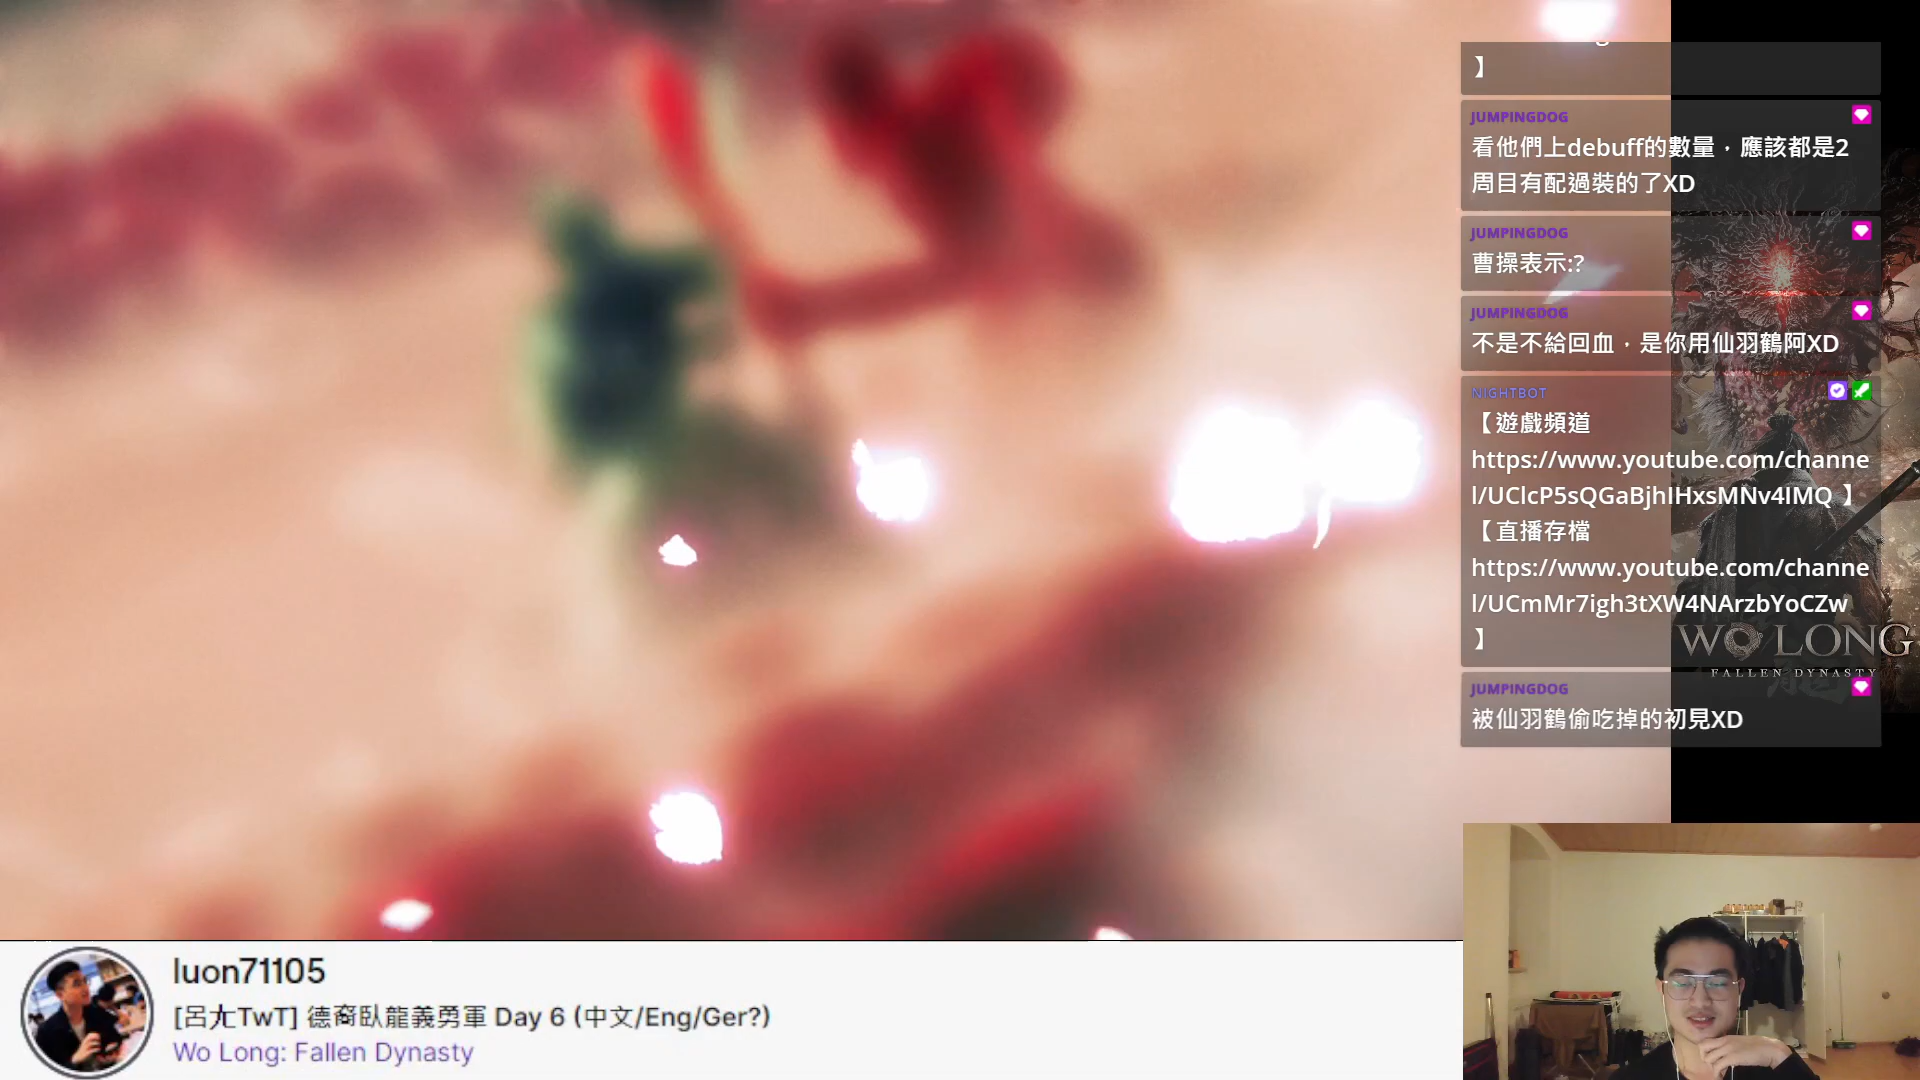 】
JUMPINGDOG
看他們上debuff的數量，應該都是2
周目有配過裝的了XD
JUMPINGDOG
曹操表示:?
JUMPINGDOG
不是不給回血，是你用仙羽鶴阿XD
NIGHTBOT
【遊戲頻道
https://www.youtube.com/channe
l/UClcP5sQGaBjhIHxsMNv4IMQ 】
【直播存檔
https://www.youtube.com/channe
l/UCmMr7igh3tXW4NArzbYoCZw
】
JUMPINGDOG
被仙羽鶴偷吃掉的初見XD
WO LONG
FALLEN DYNASTY
luon71105
[呂尢TwT] 德裔臥龍義勇軍 Day 6 (中文/Eng/Ger?)
Wo Long: Fallen Dynasty